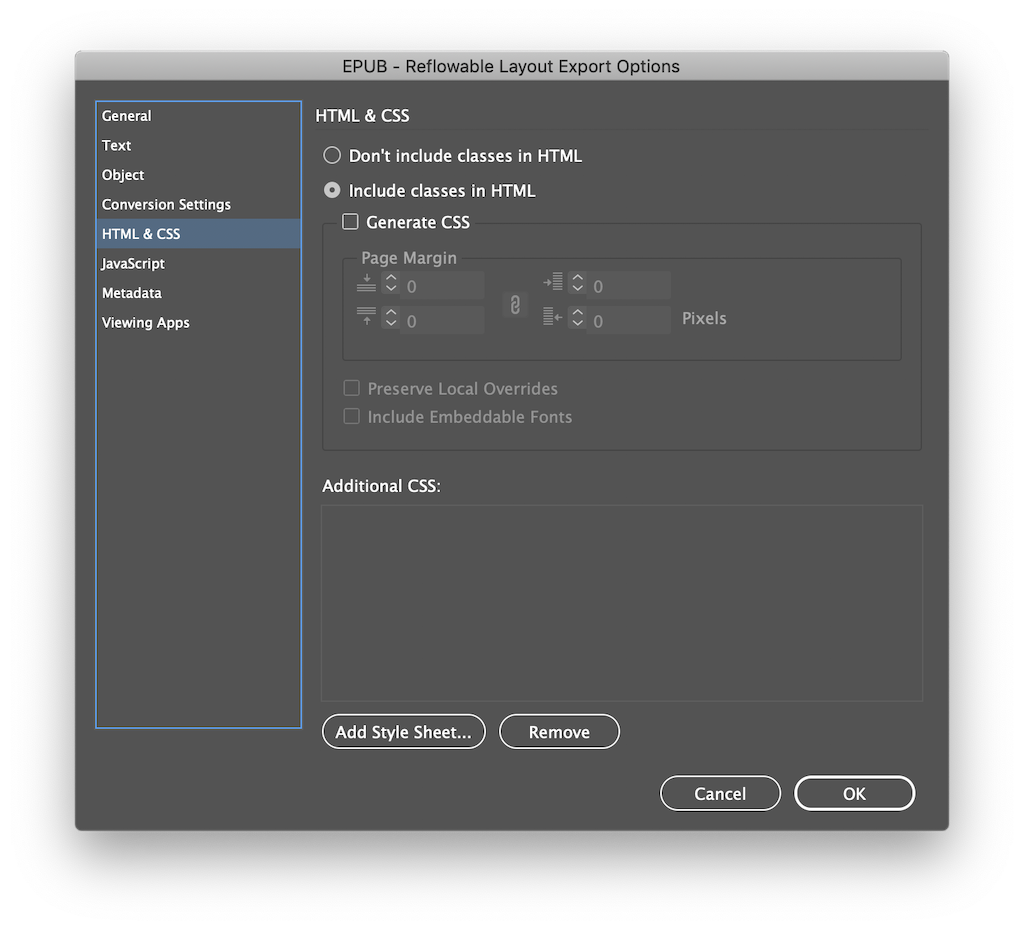 EPUB - Reflowable Layout Export Options
General
Text
Object
Conversion Settings
HTML & CSS
JavaScript
Metadata
Viewing Apps
HTML & CSS
Don't include classes in HTML
Include classes in HTML
Generate CSS
Page Margin
0 0
0 0 Pixels
Preserve Local Overrides
Include Embeddable Fonts
Additional CSS:
Add Style Sheet... Remove
Cancel OK